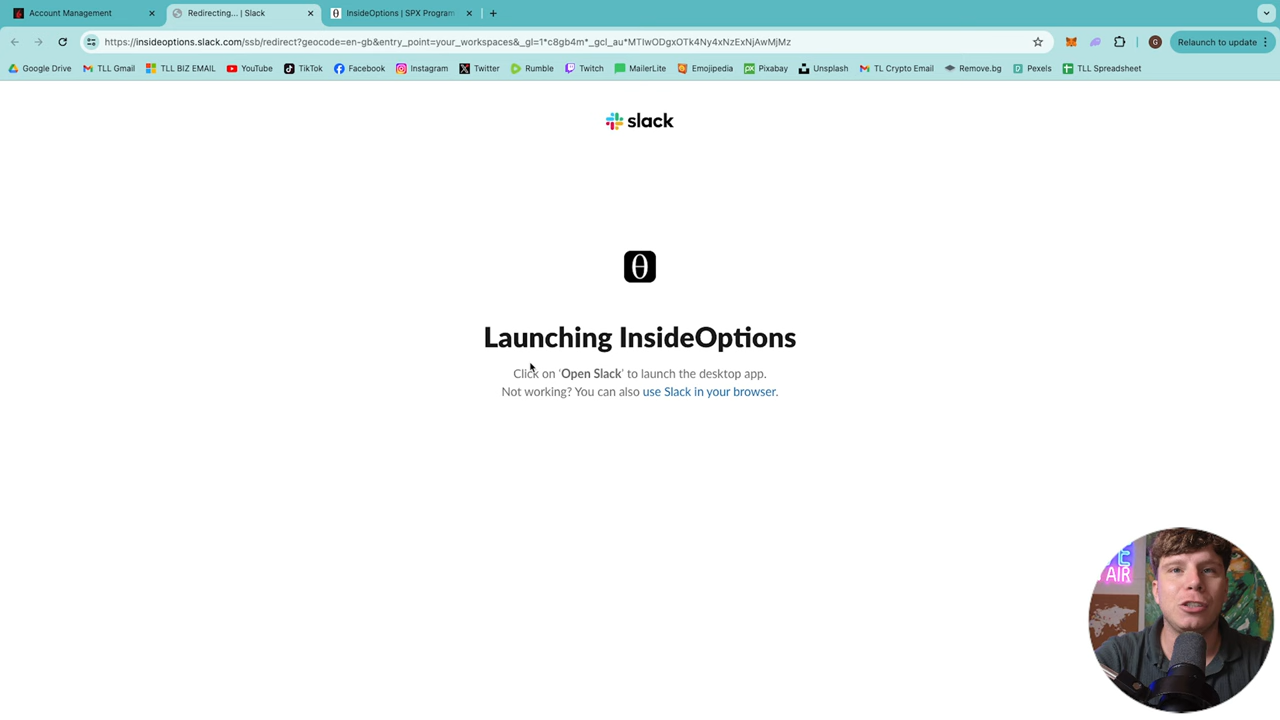 Account Management
Redirecting... | Slack
InsideOptions | SPX Program
https://insideoptions.slack.com/ssb/redirect?geocode=en-gb&entry_point=your_workspaces&_gl=1*c8gb4m*_gcl_au*MTIwODgxOTk4Ny4xNzExNjAwMjMz
G
Relaunch to update
Google Drive
TLL Gmail
TLL BIZ EMAIL
YouTube
TikTok
Facebook
Instagram
Twitter
Rumble
Twitch
MailerLite
Emojipedia
Pixabay
Unsplash
TL Crypto Email
Remove.bg
Pexels
TLL Spreadsheet
slack
Launching InsideOptions
Click on 'Open Slack' to launch the desktop app.
Not working? You can also use Slack in your browser.
AIR